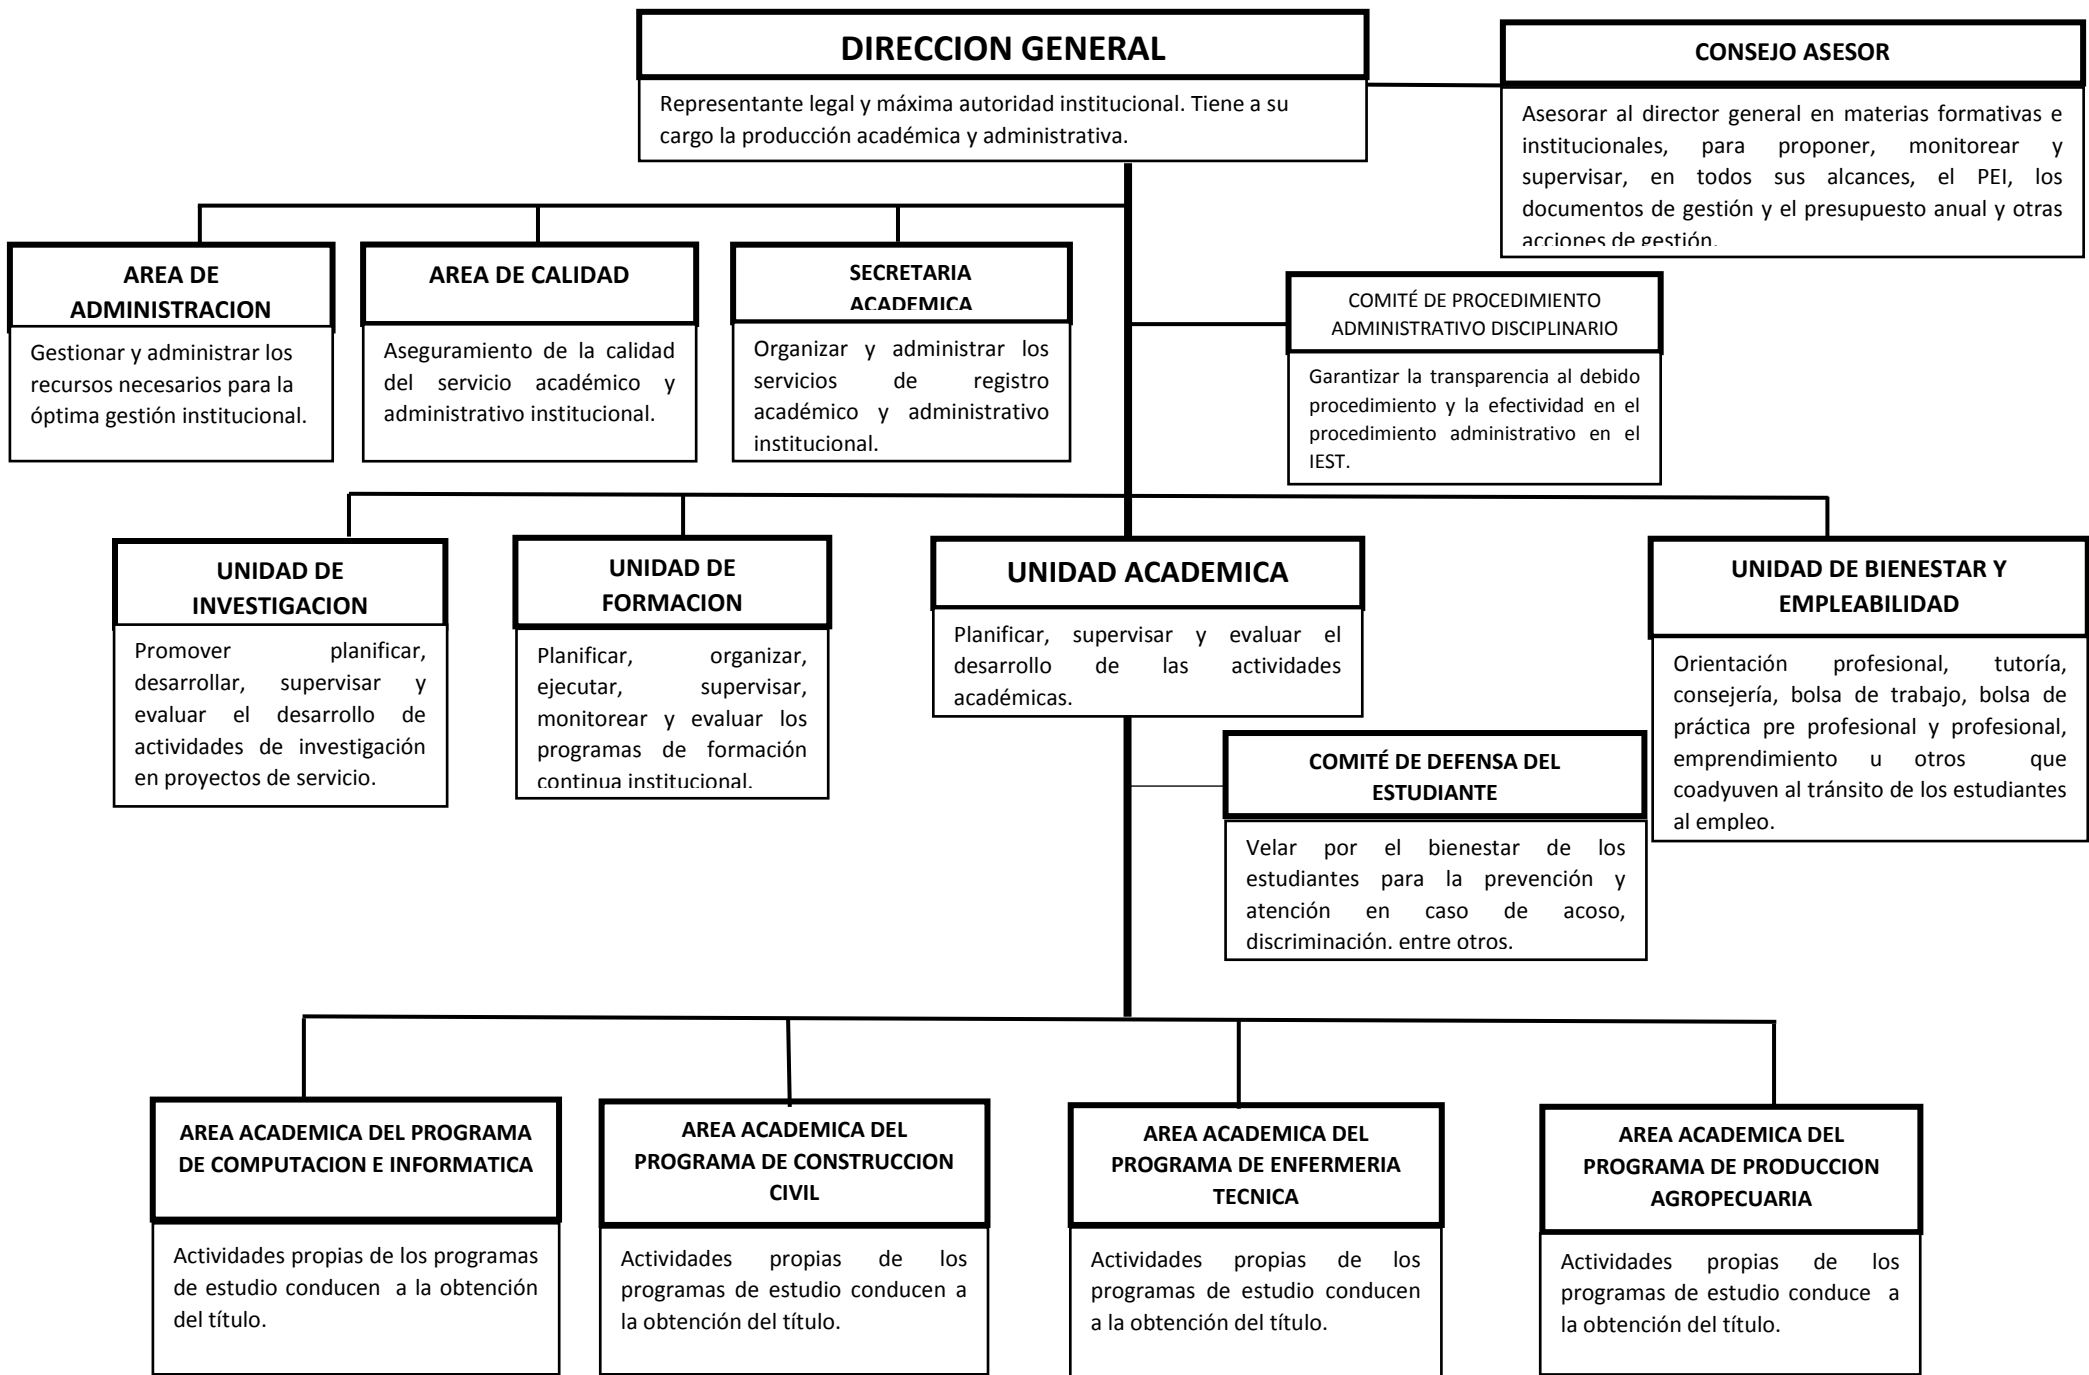 DIRECCION GENERAL
Representante legal y máxima autoridad institucional. Tiene a su
cargo la producción académica y administrativa.
CONSEJO ASESOR
Asesorar al director general en materias formativas e
institucionales, para proponer, monitorear y
supervisar, en todos sus alcances, el PEI, los
documentos de gestión y el presupuesto anual y otras
acciones de gestión.
AREA DE
ADMINISTRACION
Gestionar y administrar los
recursos necesarios para la
óptima gestión institucional.
AREA DE CALIDAD
Aseguramiento de la calidad
del servicio académico y
administrativo institucional.
SECRETARIA
ACADEMICA
Organizar y administrar los
servicios de registro
académico y administrativo
institucional.
COMITÉ DE PROCEDIMIENTO
ADMINISTRATIVO DISCIPLINARIO
Garantizar la transparencia al debido
procedimiento y la efectividad en el
procedimiento administrativo en el
IEST.
UNIDAD DE
INVESTIGACION
Promover planificar,
desarrollar, supervisar y
evaluar el desarrollo de
actividades de investigación
en proyectos de servicio.
UNIDAD DE
FORMACION
Planificar, organizar,
ejecutar, supervisar,
monitorear y evaluar los
programas de formación
continua institucional.
UNIDAD ACADEMICA
Planificar, supervisar y evaluar el
desarrollo de las actividades
académicas.
UNIDAD DE BIENESTAR Y
EMPLEABILIDAD
Orientación profesional, tutoría,
consejería, bolsa de trabajo, bolsa de
práctica pre profesional y profesional,
emprendimiento u otros que
coadyuven al tránsito de los estudiantes
al empleo.
COMITÉ DE DEFENSA DEL
ESTUDIANTE
Velar por el bienestar de los
estudiantes para la prevención y
atención en caso de acoso,
discriminación, entre otros.
AREA ACADEMICA DEL PROGRAMA
DE COMPUTACION E INFORMATICA
Actividades propias de los programas
de estudio conducen a la obtención
del título.
AREA ACADEMICA DEL
PROGRAMA DE CONSTRUCCION
CIVIL
Actividades propias de los
programas de estudio conducen a
la obtención del título.
AREA ACADEMICA DEL
PROGRAMA DE ENFERMERIA
TECNICA
Actividades propias de los
programas de estudio conducen
a la obtención del título.
AREA ACADEMICA DEL
PROGRAMA DE PRODUCCION
AGROPECUARIA
Actividades propias de los
programas de estudio conduce a
la obtención del título.